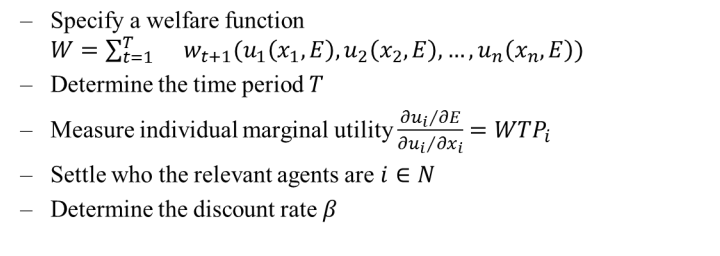 – Specify a welfare function
W = ∑ᵀₜ₌₁ wₜ₊₁(u₁(x₁, E), u₂(x₂, E), …, uₙ(xₙ, E))
– Determine the time period T
– Measure individual marginal utility (∂uᵢ/∂E)/(∂uᵢ/∂xᵢ) = WTPᵢ
– Settle who the relevant agents are i ∈ N
– Determine the discount rate β